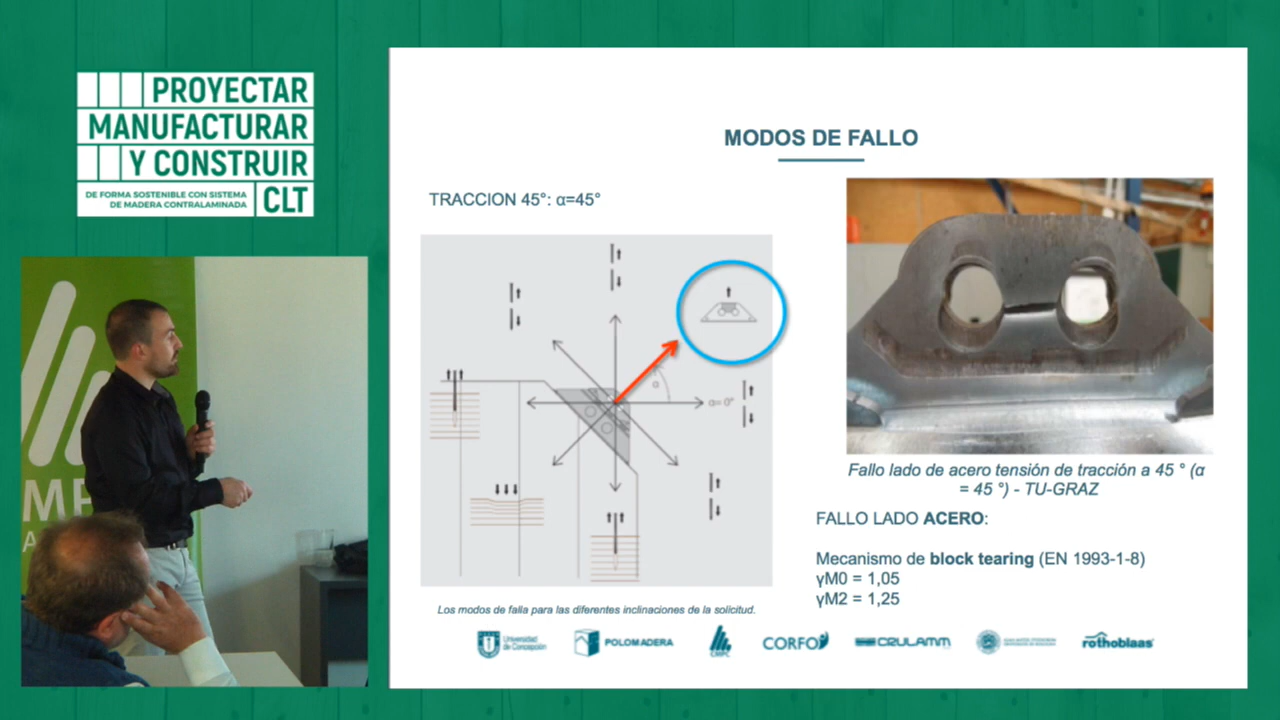 PROYECTAR
MANUFACTURAR
Y CONSTRUIR
DE FORMA SOSTENIBLE CON SISTEMA
DE MADERA CONTRALAMINADA
CLT
MODOS DE FALLO
TRACCION 45°: α=45°
α
α= 0°
Fallo lado de acero tensión de tracción a 45 ° (α
= 45 °) - TU-GRAZ
FALLO LADO ACERO:
Mecanismo de block tearing (EN 1993-1-8)
γM0 = 1,05
γM2 = 1,25
Los modos de falla para las diferentes inclinaciones de la solicitud.
Universidad
de Concepción
POLOMADERA
CMPC
CORFO
CRULAMM
rothoblaas